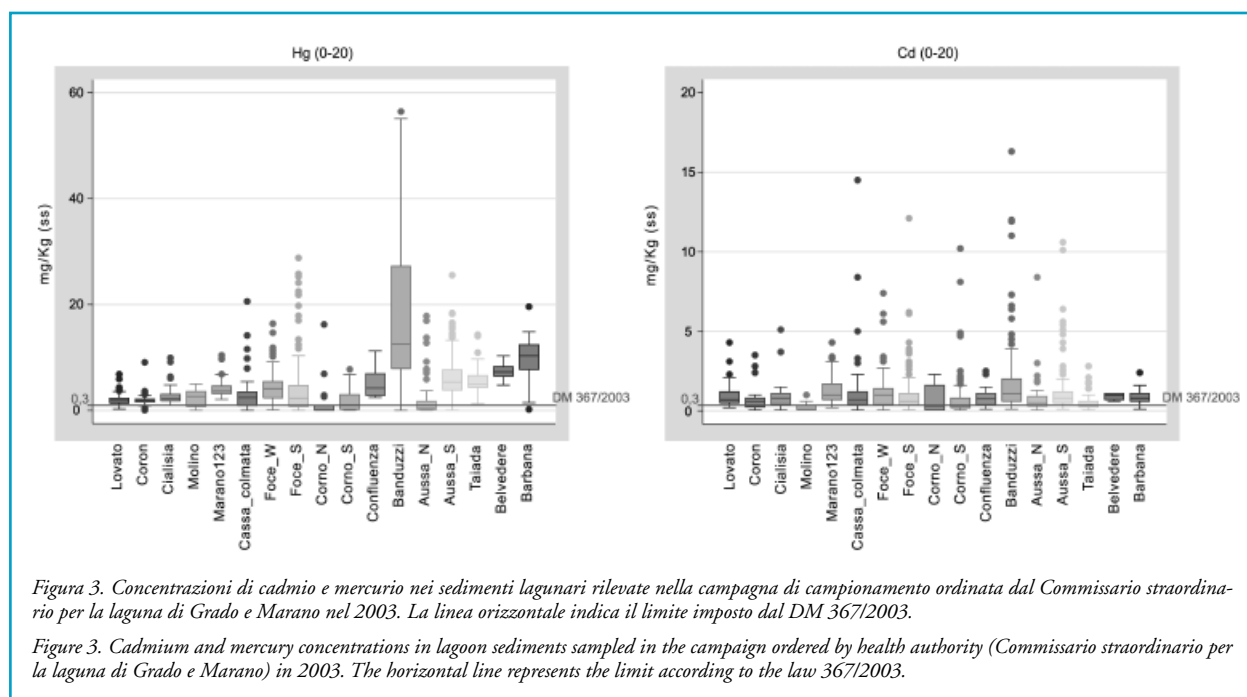 Hg (0-20)
60
40
20
0
0.3
mg/Kg (ss)
DM 367/2003
Lovato
Coron
Cialisia
Molino
Marano123
Cassa_colmata
Foce_W
Foce_S
Corno_N
Corno_S
Confluenza
Banduzzi
Aussa_N
Aussa_S
Taiada
Belvedere
Barbana
Cd (0-20)
20
15
10
5
0
0.3
mg/Kg (ss)
DM 367/2003
Lovato
Coron
Cialisia
Molino
Marano123
Cassa_colmata
Foce_W
Foce_S
Corno_N
Corno_S
Confluenza
Banduzzi
Aussa_N
Aussa_S
Taiada
Belvedere
Barbana
Figura 3. Concentrazioni di cadmio e mercurio nei sedimenti lagunari rilevate nella campagna di campionamento ordinata dal Commissario straordina-
rio per la laguna di Grado e Marano nel 2003. La linea orizzontale indica il limite imposto dal DM 367/2003.
Figure 3. Cadmium and mercury concentrations in lagoon sediments sampled in the campaign ordered by health authority (Commissario straordinario per
la laguna di Grado e Marano) in 2003. The horizontal line represents the limit according to the law 367/2003.